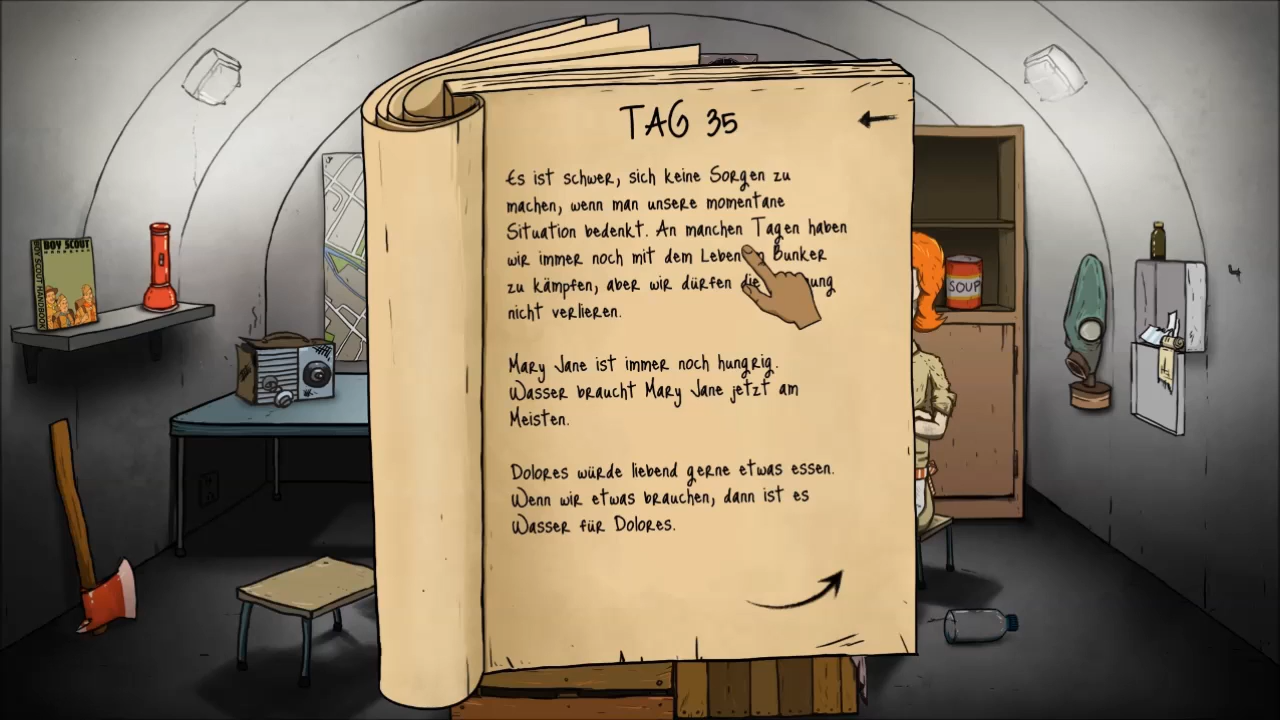 TAG 35
Es ist schwer, sich keine Sorgen zu
machen, wenn man unsere momentane
Situation bedenkt. An manchen Tagen haben
wir immer noch mit dem Leben Bunker
zu kämpfen, aber wir dürfen die
nicht verlieren.
Mary Jane ist immer noch hungrig.
Wasser braucht Mary Jane jetzt am
Meisten.
Dolores würde liebend gerne etwas essen.
Wenn wir etwas brauchen, dann ist es
Wasser für Dolores.
BOY SCOUT
BOY SCOUT HANDBOOK
SOUP